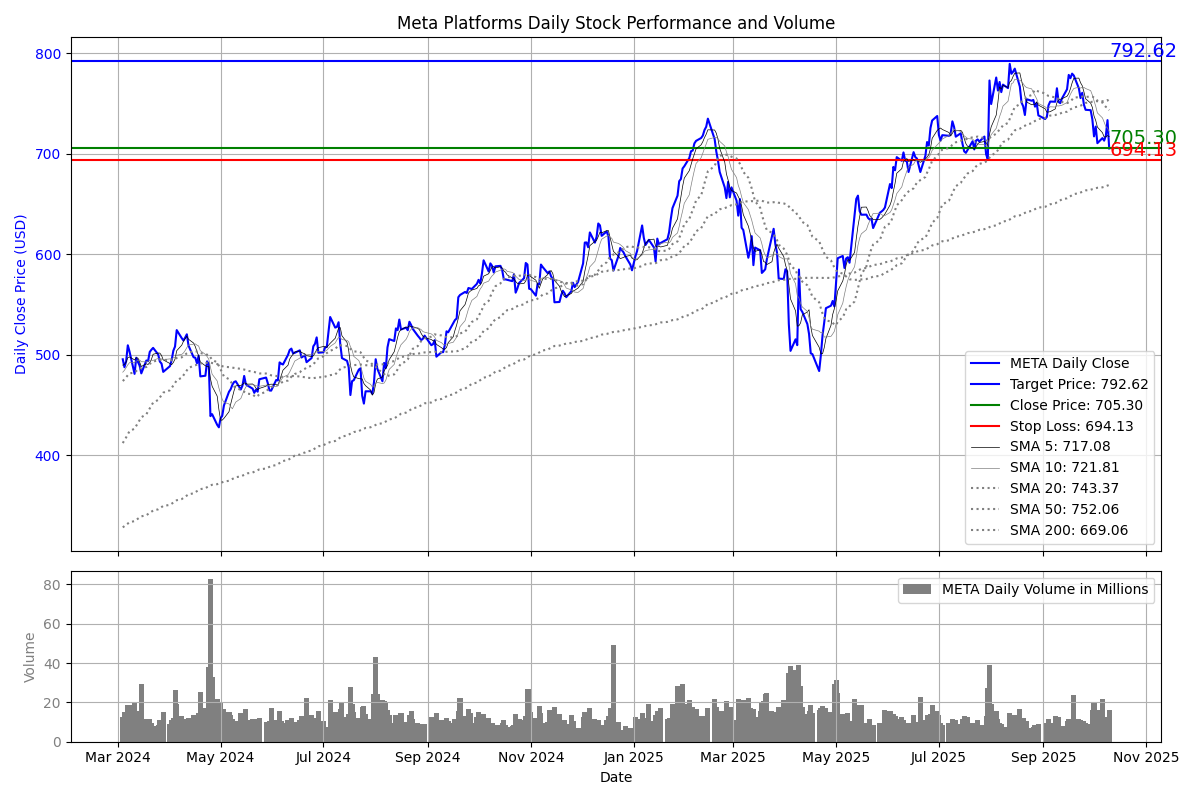 Meta Platforms Daily Stock Performance and Volume
Daily Close Price (USD)
800
700
600
500
400
792.62
705.30
694.13
META Daily Close
Target Price: 792.62
Close Price: 705.30
Stop Loss: 694.13
SMA 5: 717.08
SMA 10: 721.81
SMA 20: 743.37
SMA 50: 752.06
SMA 200: 669.06
Volume
80
60
40
20
0
META Daily Volume in Millions
Mar 2024 May 2024 Jul 2024 Sep 2024 Nov 2024 Jan 2025 Mar 2025 May 2025 Jul 2025 Sep 2025 Nov 2025
Date